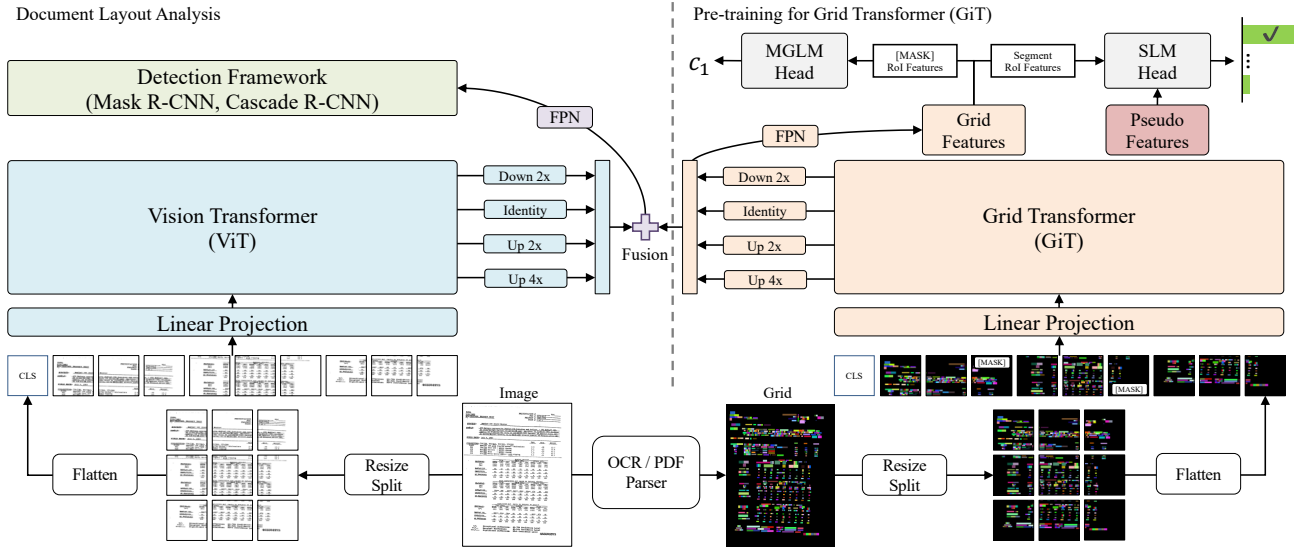 Document Layout Analysis
Pre-training for Grid Transformer (GiT)
Detection Framework
(Mask R-CNN, Cascade R-CNN)
FPN
c₁
MGLM
Head
[MASK]
RoI Features
Segment
RoI Features
SLM
Head
FPN
Grid
Features
Pseudo
Features
Vision Transformer
(ViT)
Down 2x
Identity
Up 2x
Up 4x
Fusion
Down 2x
Identity
Up 2x
Up 4x
Grid Transformer
(GiT)
Linear Projection
Linear Projection
CLS
CLS
[MASK]
[MASK]
Image
Grid
Flatten
Resize
Split
OCR / PDF
Parser
Resize
Split
Flatten